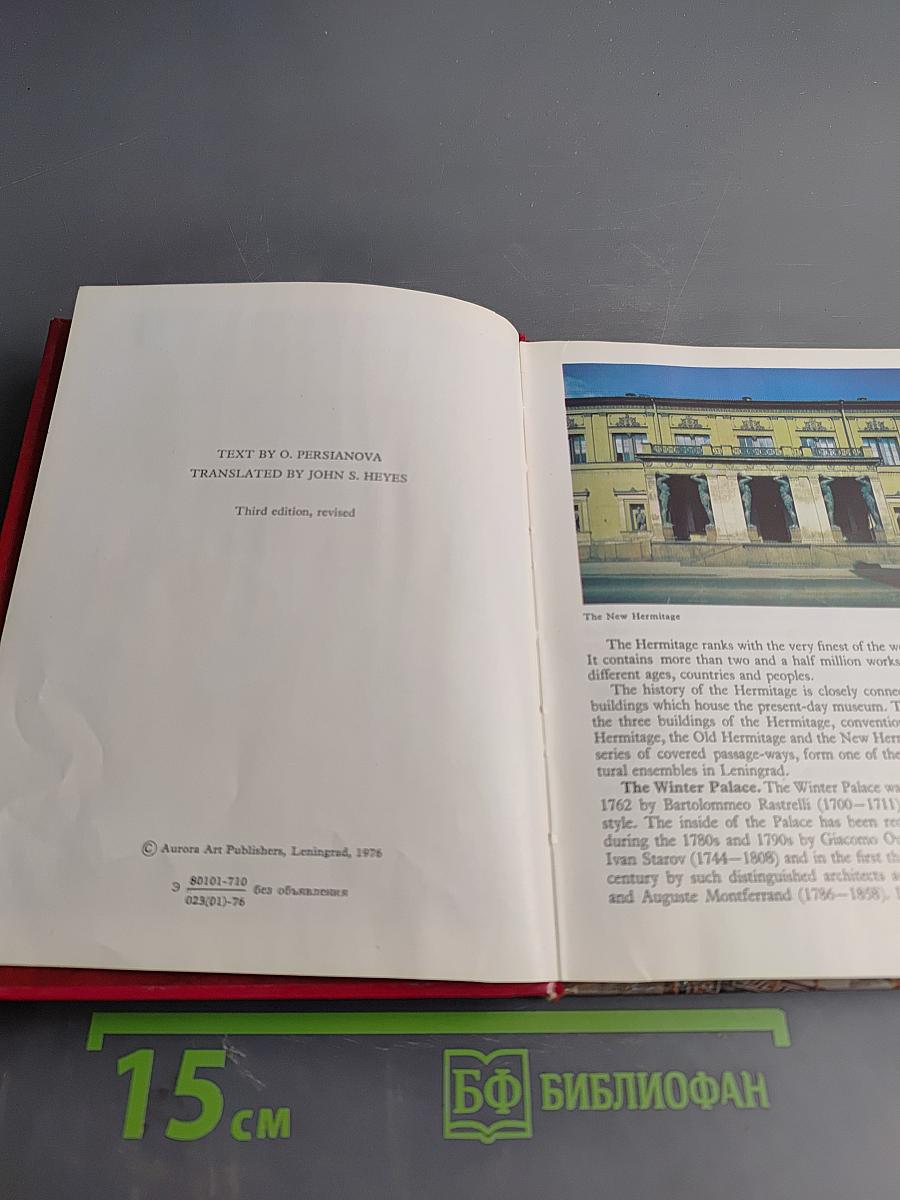 TEXT BY O. PERSIANOVA
TRANSLATED BY JOHN S. HEYES
Third edition, revised
© Aurora Art Publishers, Leningrad, 1976
Э 80101-710
023(01)-76
без объявления
The New Hermitage
The Hermitage ranks with the very finest of the
It contains more than two and a half million works
different ages, countries and peoples.
The history of the Hermitage is closely
buildings which house the present-day museum.
the three buildings of the Hermitage,
Hermitage, the Old Hermitage and the New
series of covered passage-ways, form one of the
tural ensembles in Leningrad.
The Winter Palace. The Winter Palace
1762 by Bartolommeo Rastrelli (1700—1711)
style. The inside of the Palace has been
during the 1780s and 1790s by Giacomo
Ivan Starov (1744—1808) and in the first
century by such distinguished architects
and Auguste Montferrand (1786—1858).
15 см
БФ БИБЛИОФАН